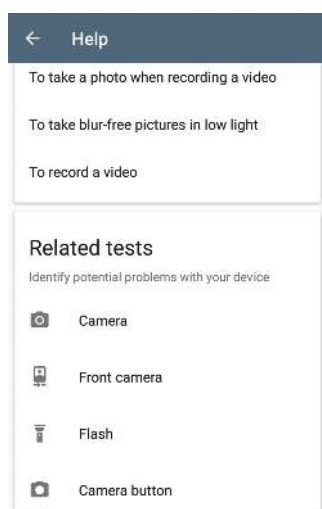 Help
To take a photo when recording a video
To take blur-free pictures in low light
To record a video
Related tests
Identify potential problems with your device
Camera
Front camera
Flash
Camera button